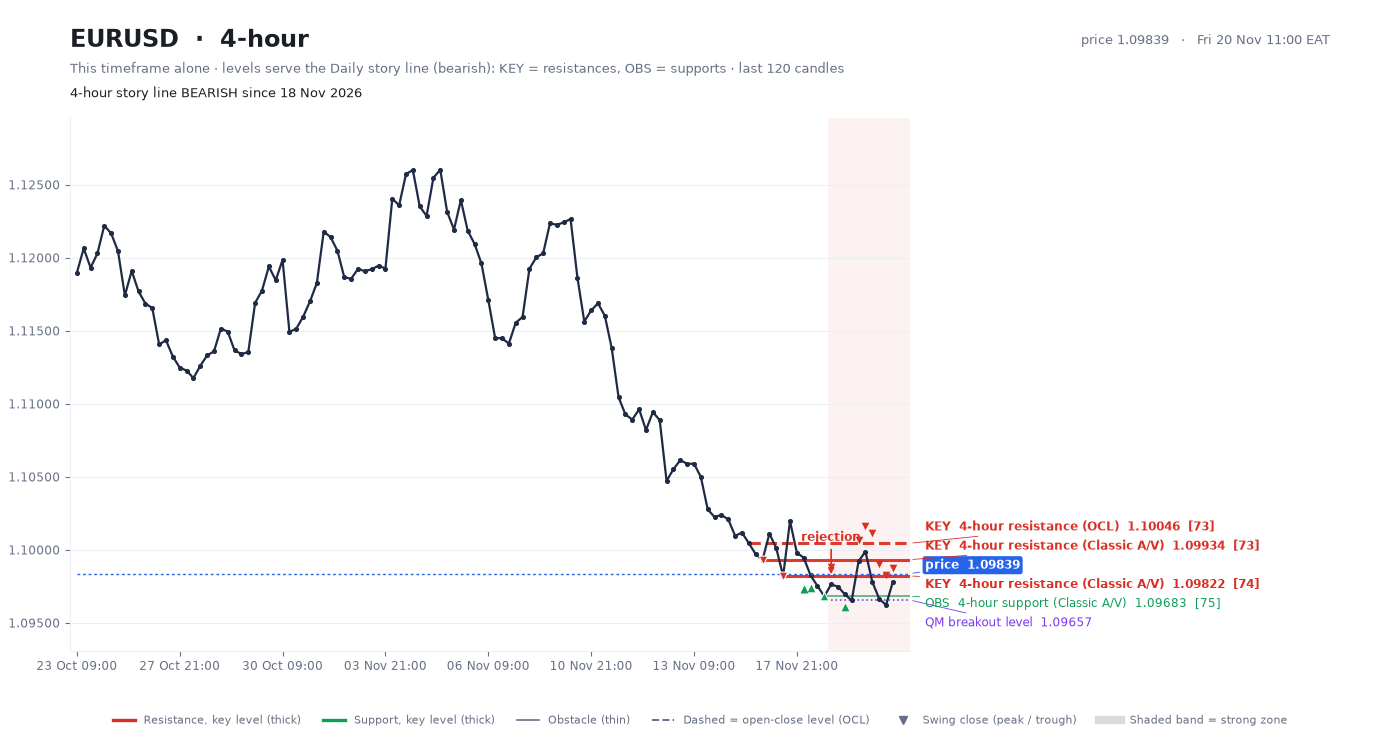 EURUSD · 4-hour
price 1.09839 · Fri 20 Nov 11:00 EAT
This timeframe alone · levels serve the Daily story line (bearish): KEY = resistances, OBS = supports · last 120 candles
4-hour story line BEARISH since 18 Nov 2026
1.12500
1.12000
1.11500
1.11000
1.10500
1.10000
1.09500
rejection
KEY 4-hour resistance (OCL) 1.10046 [73]
KEY 4-hour resistance (Classic A/V) 1.09934 [73]
price 1.09839
KEY 4-hour resistance (Classic A/V) 1.09822 [74]
OBS 4-hour support (Classic A/V) 1.09683 [75]
QM breakout level 1.09657
23 Oct 09:00 27 Oct 21:00 30 Oct 09:00 03 Nov 21:00 06 Nov 09:00 10 Nov 21:00 13 Nov 09:00 17 Nov 21:00
Resistance, key level (thick) Support, key level (thick) Obstacle (thin) Dashed = open-close level (OCL) Swing close (peak / trough) Shaded band = strong zone